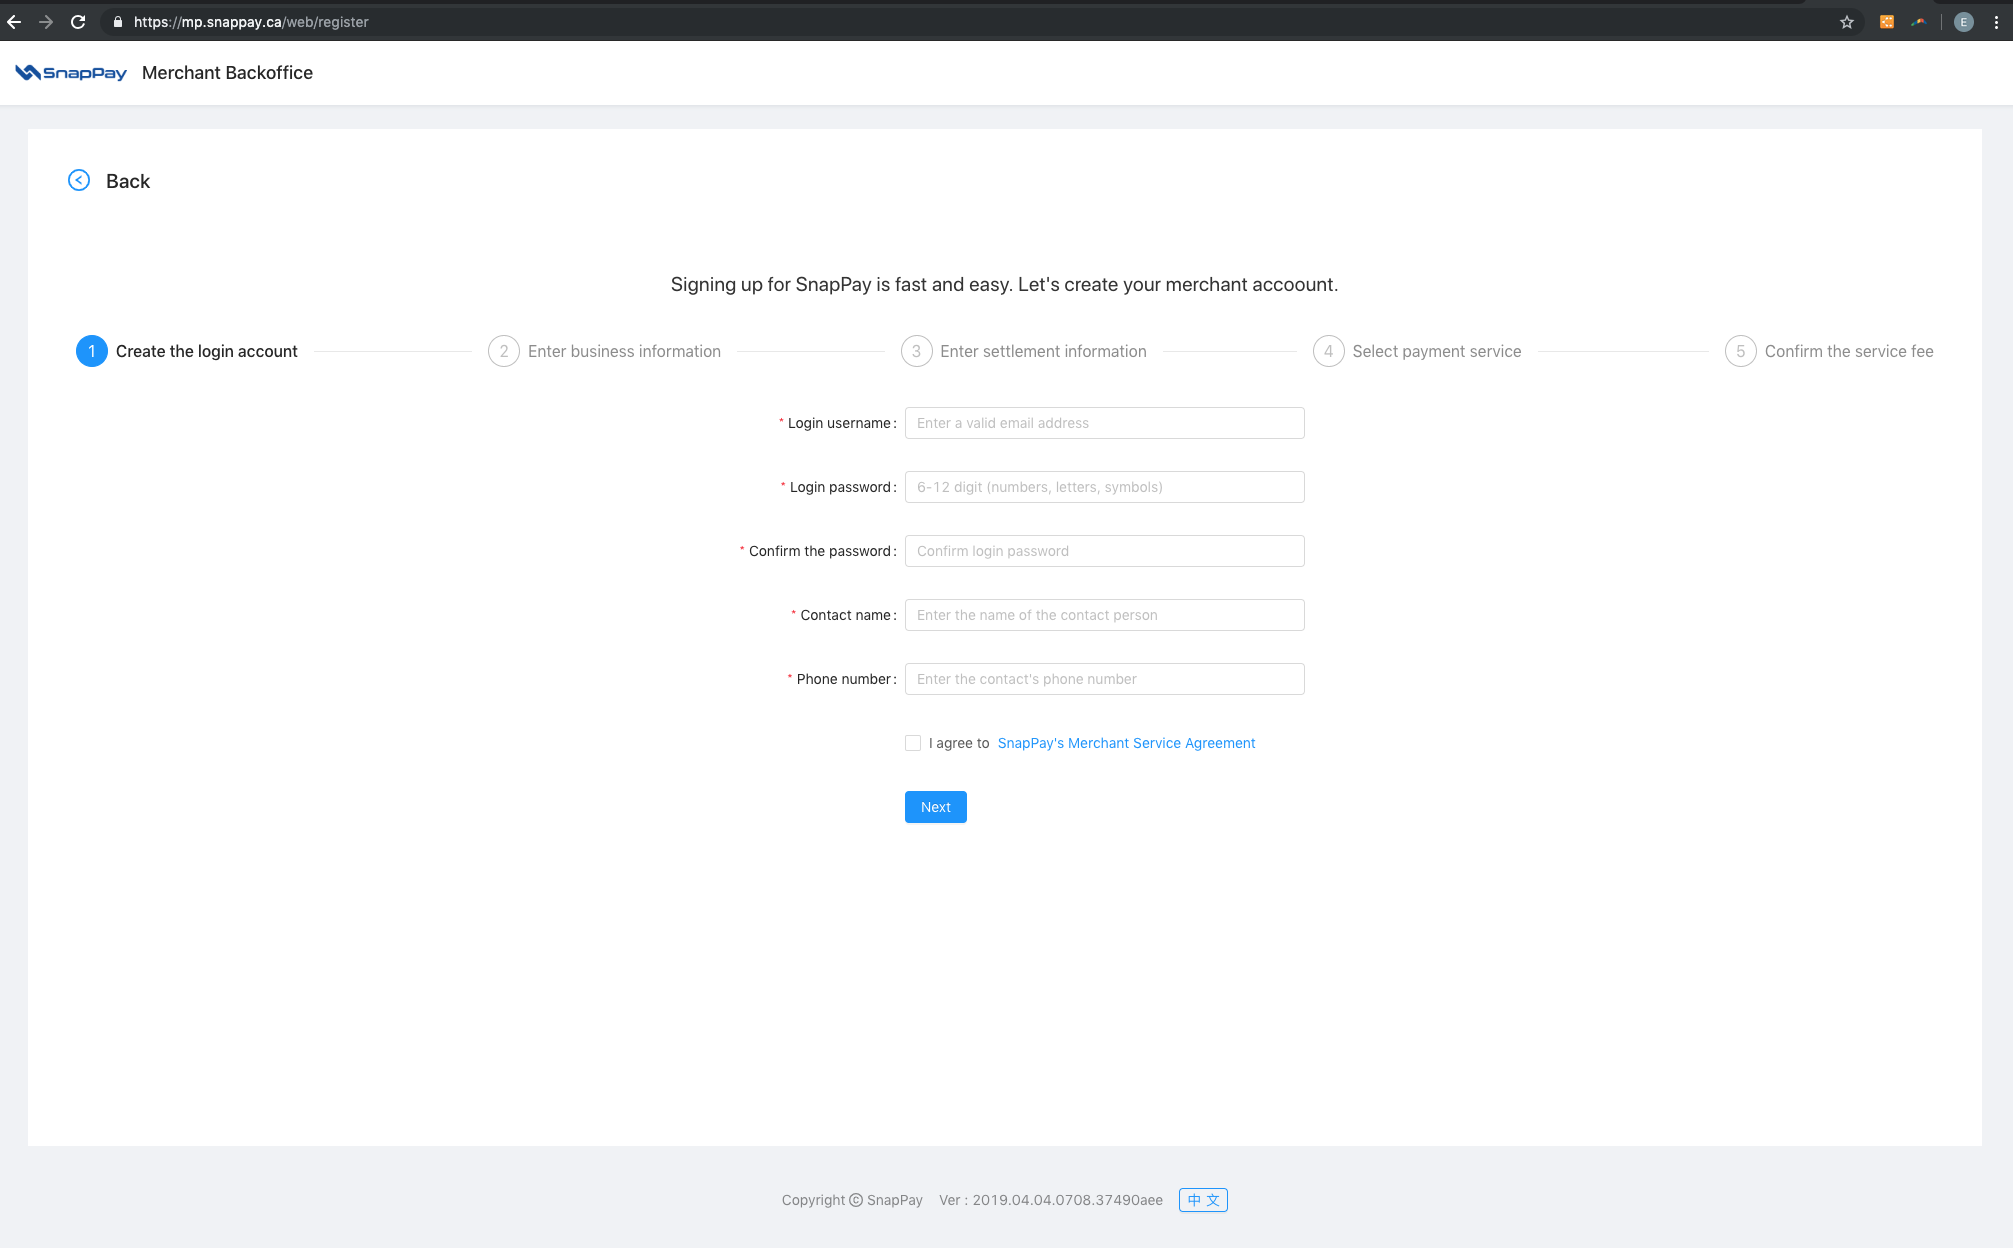 https://mp.snappay.ca/web/register
E
SnapPay Merchant Backoffice
Back
Signing up for SnapPay is fast and easy. Let's create your merchant accoount.
1 Create the login account 2 Enter business information 3 Enter settlement information 4 Select payment service 5 Confirm the service fee
* Login username: Enter a valid email address
* Login password: 6-12 digit (numbers, letters, symbols)
* Confirm the password: Confirm login password
* Contact name: Enter the name of the contact person
* Phone number: Enter the contact's phone number
I agree to SnapPay's Merchant Service Agreement
Next
Copyright © SnapPay Ver : 2019.04.04.0708.37490aee 中 文